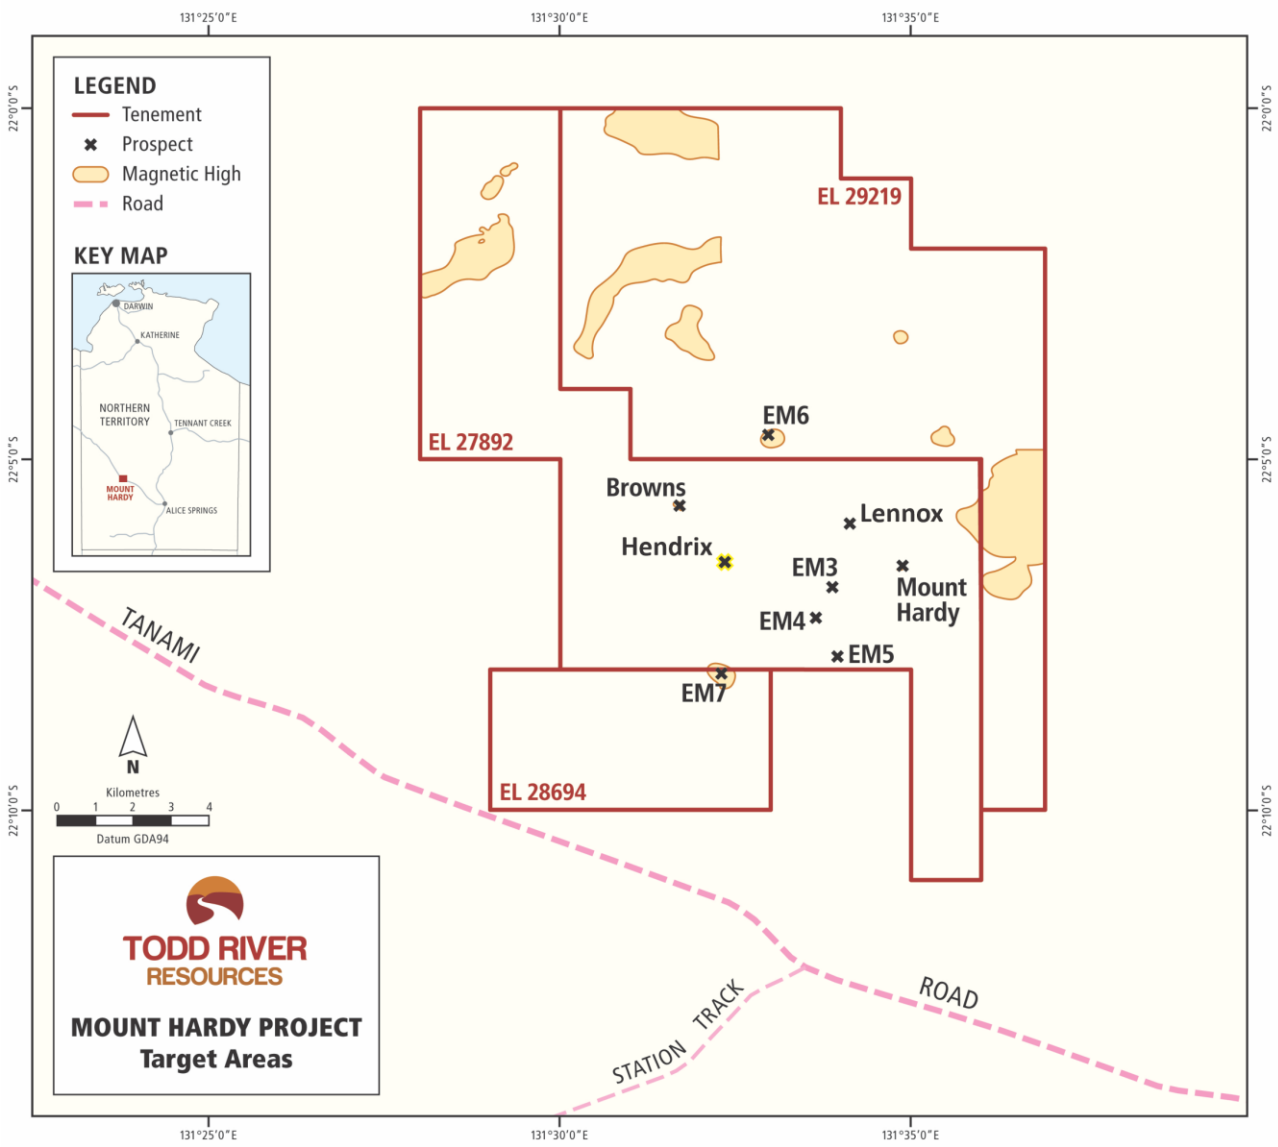 131°25'0"E
131°30'0"E
131°35'0"E
22°0'0"S
22°0'0"S
LEGEND
Tenement
Prospect
Magnetic High
Road
KEY MAP
DARWIN
KATHERINE
NORTHERN
TERRITORY
TENNANT CREEK
MOUNT
HARDY
ALICE SPRINGS
EL 29219
EL 27892
EM6
22°5'0"S
22°5'0"S
Browns
Lennox
Hendrix
EM3
Mount
Hardy
EM4
EM5
EM7
EL 28694
TANAMI
N
Kilometres
0 1 2 3 4
Datum GDA94
22°10'0"S
22°10'0"S
TODD RIVER
RESOURCES
MOUNT HARDY PROJECT
Target Areas
ROAD
STATION TRACK
131°25'0"E
131°30'0"E
131°35'0"E